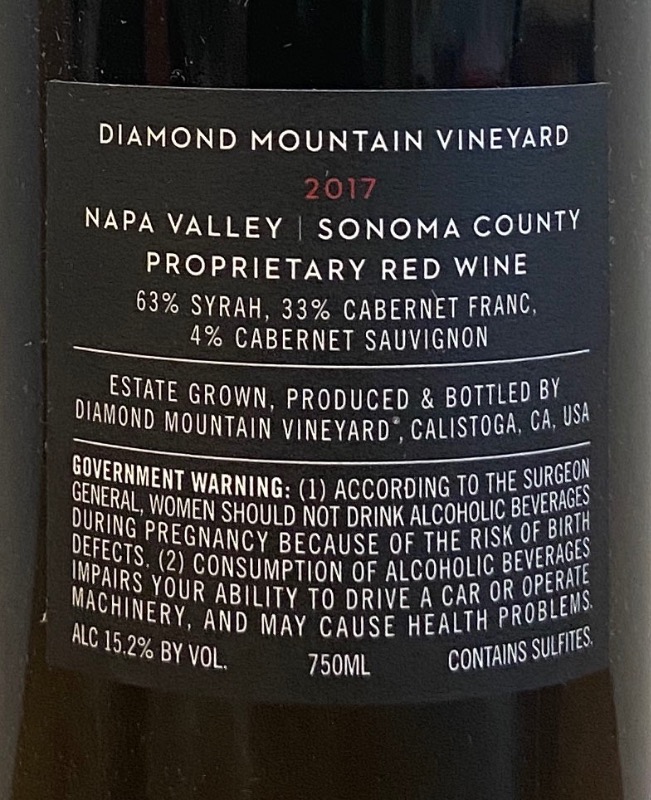 DIAMOND MOUNTAIN VINEYARD
2017
NAPA VALLEY | SONOMA COUNTY
PROPRIETARY RED WINE
63% SYRAH, 33% CABERNET FRANC,
4% CABERNET SAUVIGNON
ESTATE GROWN, PRODUCED & BOTTLED BY
DIAMOND MOUNTAIN VINEYARD®, CALISTOGA, CA, USA
GOVERNMENT WARNING: (1) ACCORDING TO THE SURGEON
GENERAL, WOMEN SHOULD NOT DRINK ALCOHOLIC BEVERAGES
DURING PREGNANCY BECAUSE OF THE RISK OF BIRTH
DEFECTS. (2) CONSUMPTION OF ALCOHOLIC BEVERAGES
IMPAIRS YOUR ABILITY TO DRIVE A CAR OR OPERATE
MACHINERY, AND MAY CAUSE HEALTH PROBLEMS.
ALC 15.2% BY VOL. 750ML CONTAINS SULFITES.